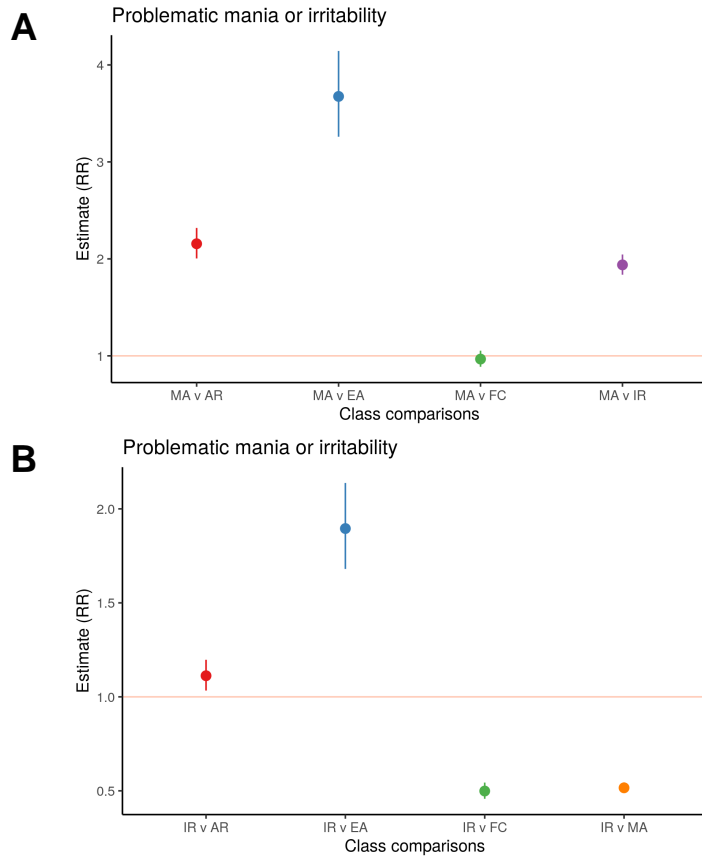 A
Problematic mania or irritability
Estimate (RR)
4
3
2
1
MA v AR
MA v EA
MA v FC
MA v IR
Class comparisons
B
Problematic mania or irritability
Estimate (RR)
2.0
1.5
1.0
0.5
IR v AR
IR v EA
IR v FC
IR v MA
Class comparisons